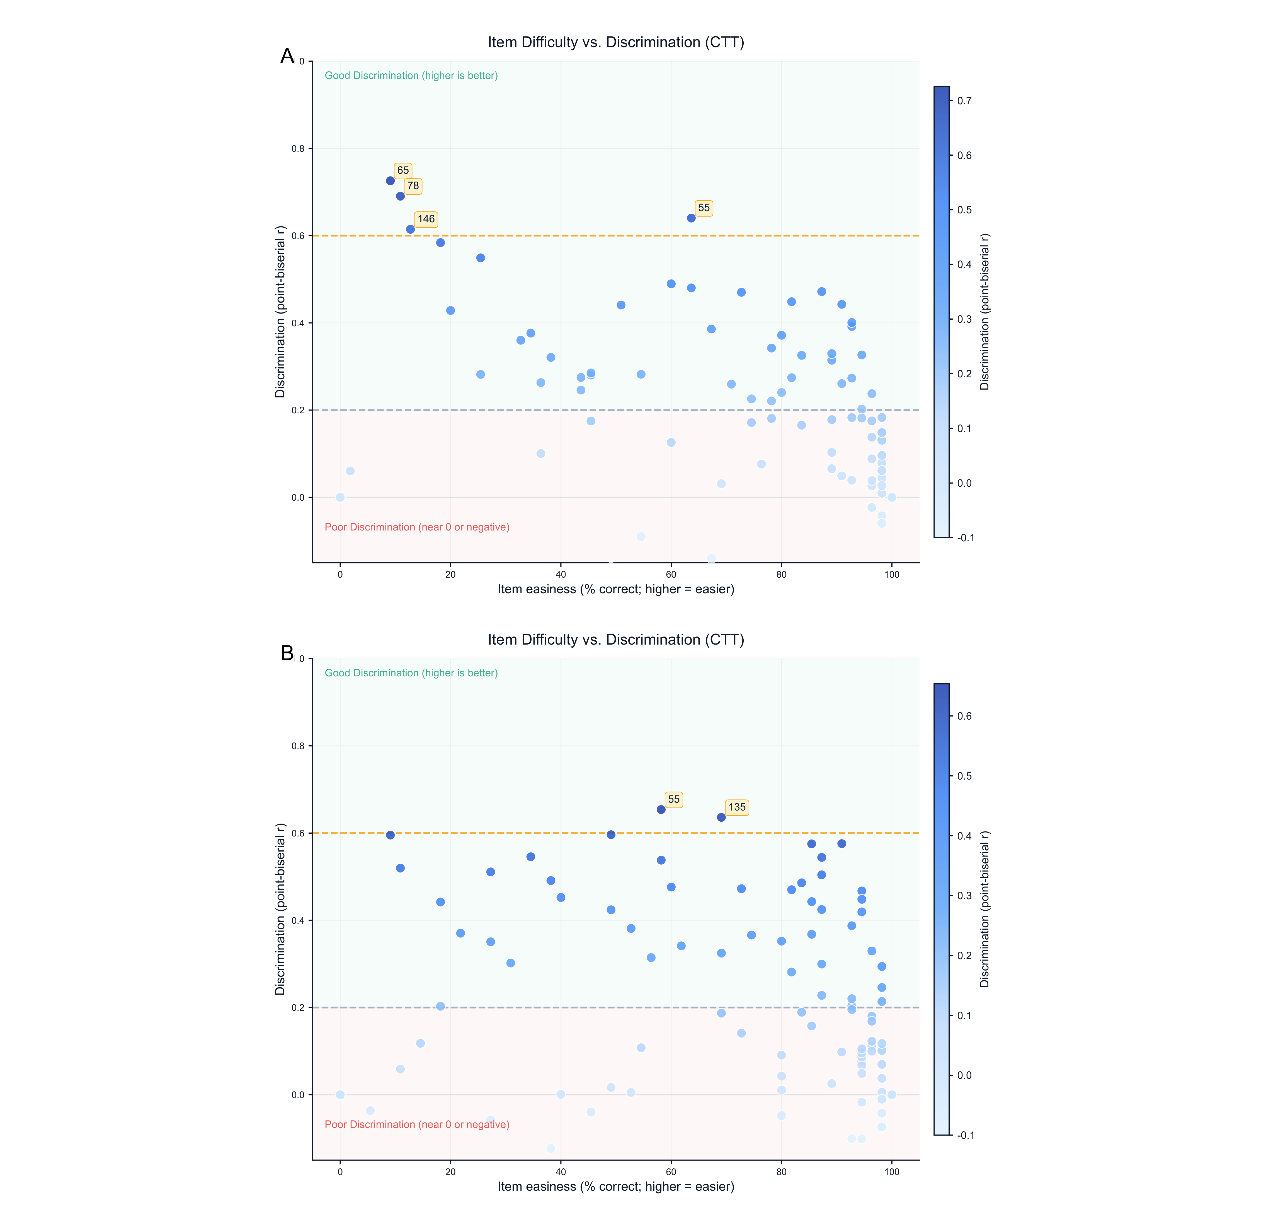 A
Item Difficulty vs. Discrimination (CTT)
0
Good Discrimination (higher is better)
0.8
65
78
146
55
0.6
0.4
0.2
0.0
Poor Discrimination (near 0 or negative)
Discrimination (point-biserial r)
0 20 40 60 80 100
Item easiness (% correct; higher = easier)
0.7
0.6
0.5
0.4
0.3
0.2
0.1
0.0
-0.1
Discrimination (point-biserial r)
B
Item Difficulty vs. Discrimination (CTT)
0
Good Discrimination (higher is better)
0.8
55
135
0.6
0.4
0.2
0.0
Poor Discrimination (near 0 or negative)
Discrimination (point-biserial r)
0 20 40 60 80 100
Item easiness (% correct; higher = easier)
0.6
0.5
0.4
0.3
0.2
0.1
0.0
-0.1
Discrimination (point-biserial r)